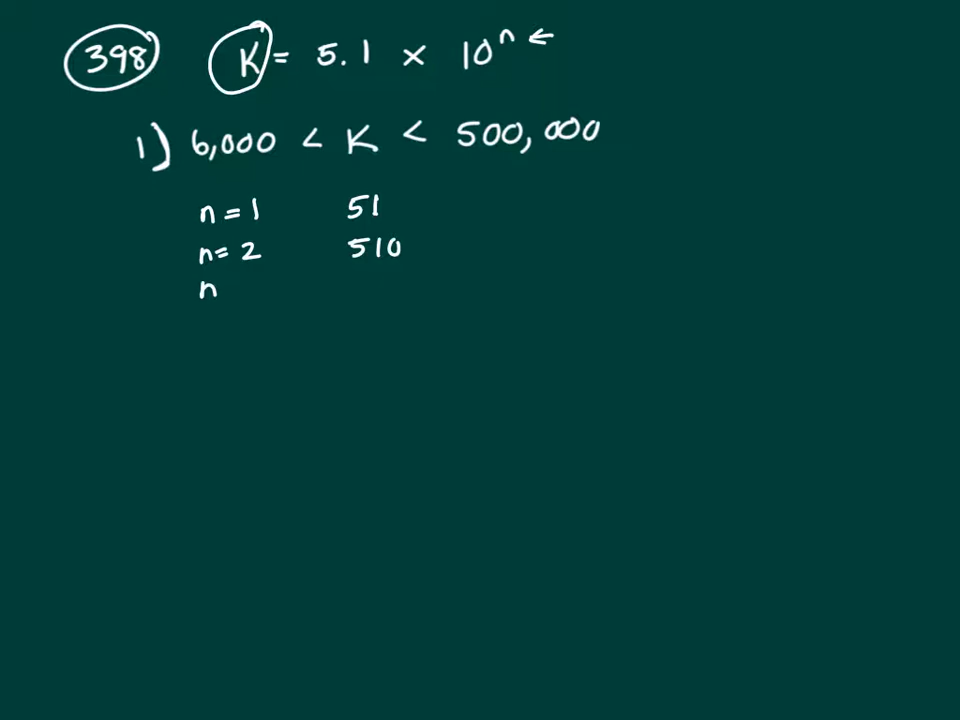 398 K = 5.1 × 10ⁿ ←
1) 6,000 < K < 500,000
n = 1 51
n = 2 510
n